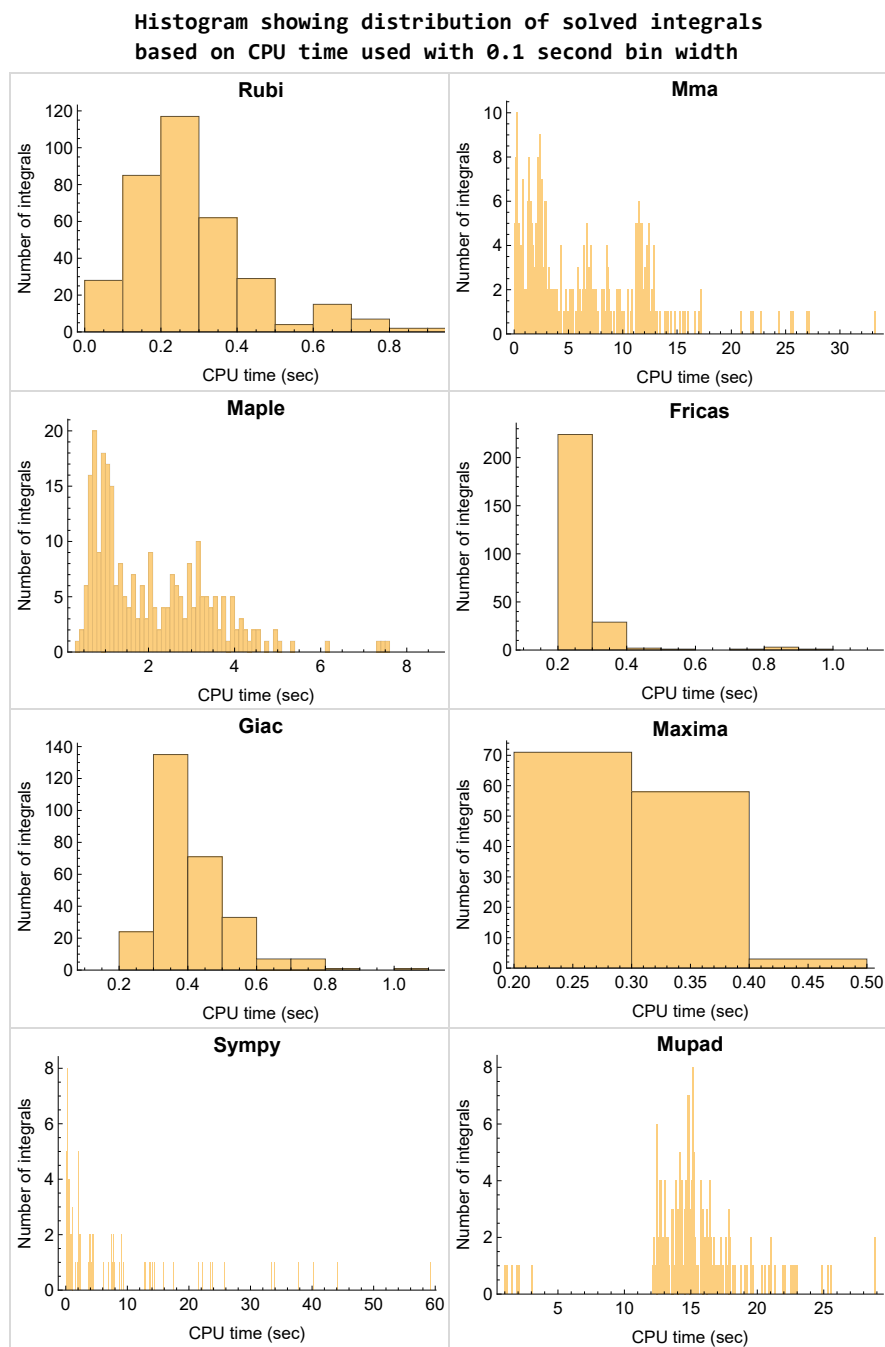 Histogram showing distribution of solved integrals
based on CPU time used with 0.1 second bin width
Rubi
Number of integrals
120
100
80
60
40
20
0
0.0 0.2 0.4 0.6 0.8
CPU time (sec)
Mma
Number of integrals
10
8
6
4
2
0
0 5 10 15 20 25 30
CPU time (sec)
Maple
Number of integrals
20
15
10
5
0
2 4 6 8
CPU time (sec)
Fricas
Number of integrals
200
150
100
50
0
0.2 0.4 0.6 0.8 1.0
CPU time (sec)
Giac
Number of integrals
140
120
100
80
60
40
20
0
0.2 0.4 0.6 0.8 1.0
CPU time (sec)
Maxima
Number of integrals
70
60
50
40
30
20
10
0
0.20 0.25 0.30 0.35 0.40 0.45 0.50
CPU time (sec)
Sympy
Number of integrals
8
6
4
2
0
0 10 20 30 40 50 60
CPU time (sec)
Mupad
Number of integrals
8
6
4
2
0
5 10 15 20 25
CPU time (sec)